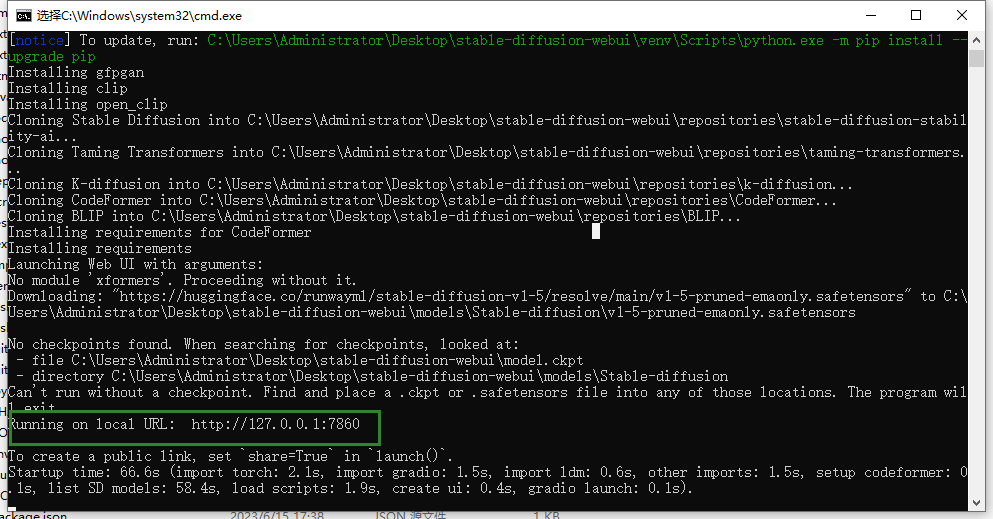 选择C:\Windows\system32\cmd.exe
[notice] To update, run: C:\Users\Administrator\Desktop\stable-diffusion-webui\venv\Scripts\python.exe -m pip install --
upgrade pip
Installing gfpgan
Installing clip
Installing open_clip
Cloning Stable Diffusion into C:\Users\Administrator\Desktop\stable-diffusion-webui\repositories\stable-diffusion-stabil
ity-ai...
Cloning Taming Transformers into C:\Users\Administrator\Desktop\stable-diffusion-webui\repositories\taming-transformers.
..
Cloning K-diffusion into C:\Users\Administrator\Desktop\stable-diffusion-webui\repositories\k-diffusion...
Cloning CodeFormer into C:\Users\Administrator\Desktop\stable-diffusion-webui\repositories\CodeFormer...
Cloning BLIP into C:\Users\Administrator\Desktop\stable-diffusion-webui\repositories\BLIP...
Installing requirements for CodeFormer
Installing requirements
Launching Web UI with arguments:
No module 'xformers'. Proceeding without it.
Downloading: "https://huggingface.co/runwayml/stable-diffusion-v1-5/resolve/main/v1-5-pruned-emaonly.safetensors" to C:\
Users\Administrator\Desktop\stable-diffusion-webui\models\Stable-diffusion\v1-5-pruned-emaonly.safetensors
No checkpoints found. When searching for checkpoints, looked at:
- file C:\Users\Administrator\Desktop\stable-diffusion-webui\model.ckpt
- directory C:\Users\Administrator\Desktop\stable-diffusion-webui\models\Stable-diffusion
Can't run without a checkpoint. Find and place a .ckpt or .safetensors file into any of those locations. The program wil
l exit
Running on local URL:  http://127.0.0.1:7860
To create a public link, set `share=True` in `launch()`.
Startup time: 66.6s (import torch: 2.1s, import gradio: 1.5s, import ldm: 0.6s, other imports: 1.5s, setup codeformer: 0
.1s, list SD models: 58.4s, load scripts: 1.9s, create ui: 0.4s, gradio launch: 0.1s).
package.json 2023/6/15 17:38 JSON 源文件 1 KB